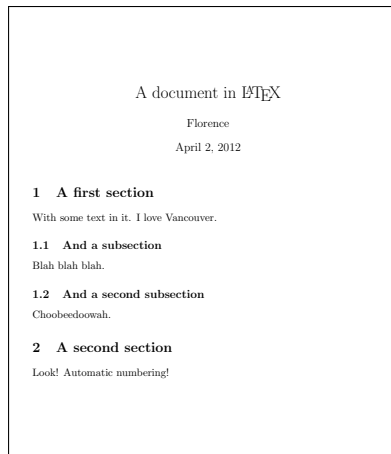 A document in LATEX
Florence
April 2, 2012
1 A first section
With some text in it. I love Vancouver.
1.1 And a subsection
Blah blah blah.
1.2 And a second subsection
Choobeedoowah.
2 A second section
Look! Automatic numbering!